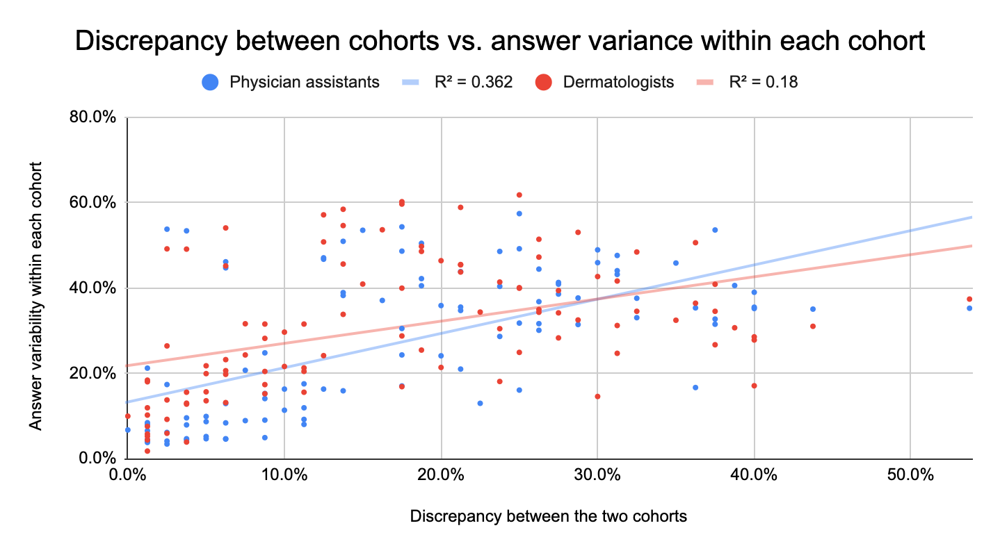 Discrepancy between cohorts vs. answer variance within each cohort
Physician assistants R² = 0.362 Dermatologists R² = 0.18
Answer variability within each cohort
80.0%
60.0%
40.0%
20.0%
0.0%
0.0% 10.0% 20.0% 30.0% 40.0% 50.0%
Discrepancy between the two cohorts